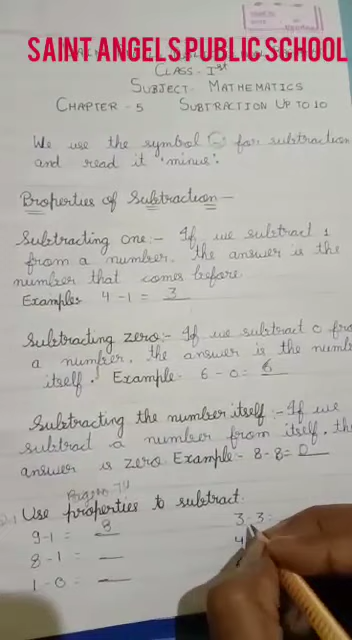 SAINT ANGELS PUBLIC SCHOOL
CLASS - Ist
SUBJECT - MATHEMATICS
CHAPTER - 5 SUBTRACTION UP TO 10
We use the symbol (-) for subtraction
and read it 'minus'.
Properties of Subtraction -
Subtracting one:- If we subtract 1
from a number. the answer is the
number that comes before.
Example: 4 - 1 = 3
Subtracting zero:- If we subtract 0 from
a number. the answer is the numb
itself. Example - 6 - 0 = 6
Subtracting the number itself :- If we
subtract a number from itself. the
answer is zero Example - 8 - 8 = 0
Use properties to subtract.
9 - 1 = 8 3 - 3 =
8 - 1 = 4
1 - 0 =